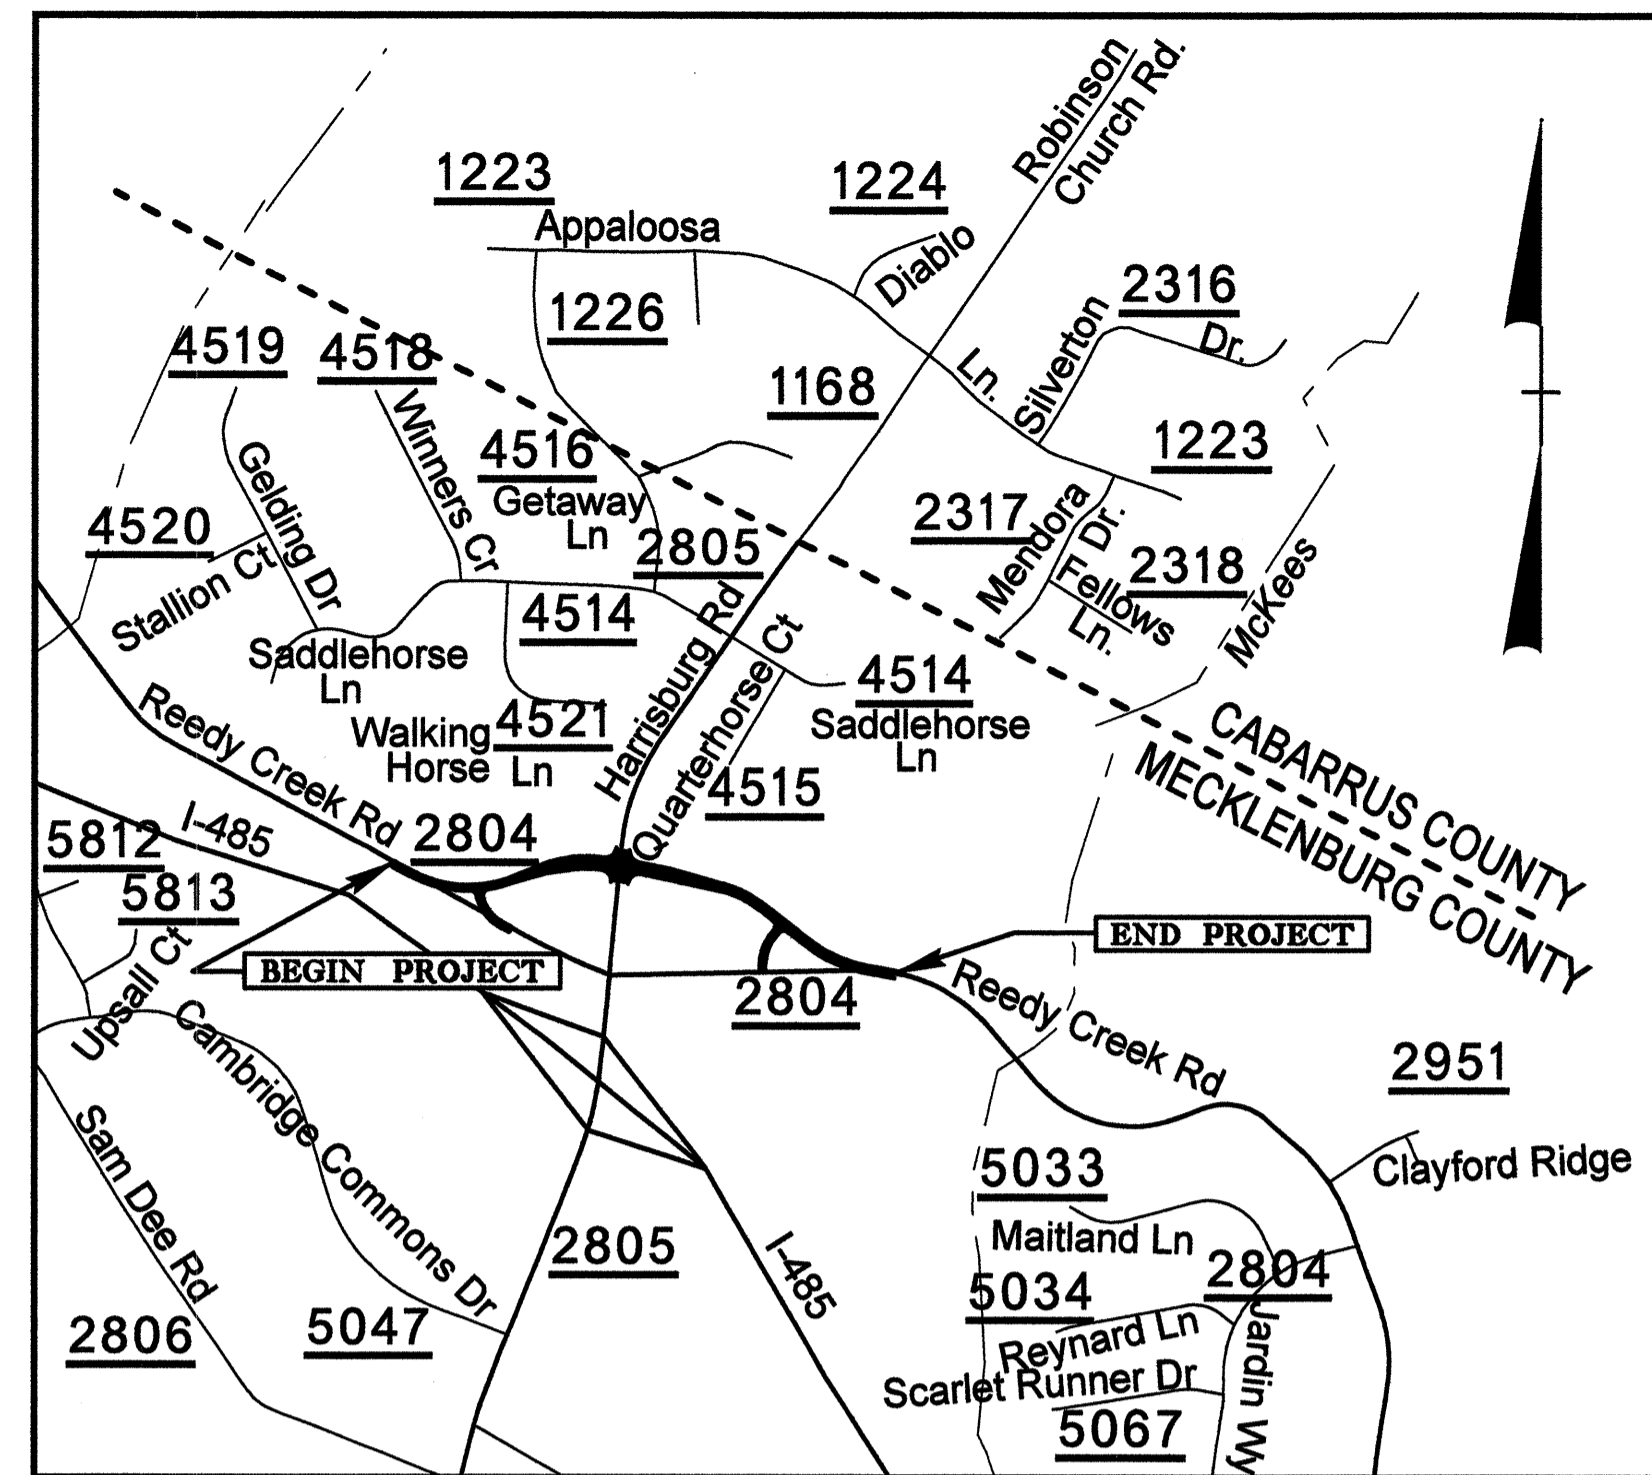 Robinson
Church Rd.
1223
1224
Appaloosa
Diablo
2316
1226
Silverton
Dr.
4519
4518
Ln.
1168
Winners Cr
1223
4516
Gelding Dr
Getaway
Ln
2317
Mendora
Dr.
4520
2805
2318
Fellows
Ln.
McKees
Stallion Ct
4514
Harrisburg Rd
Quarterhorse Ct
Saddlehorse
Ln
4514
Saddlehorse
Ln
Reedy Creek Rd
Walking
Horse Ln
4521
4515
CABARRUS COUNTY
MECKLENBURG COUNTY
I-485
2804
5812
5813
Upsall Ct
BEGIN PROJECT
END PROJECT
2804
Reedy Creek Rd
Cambridge Commons Dr
2951
Sam Dee Rd
Clayford Ridge
5033
Maitland Ln
2805
I-485
2804
5034
Reynard Ln
Jardin Wy
2806
5047
Scarlet Runner Dr
5067